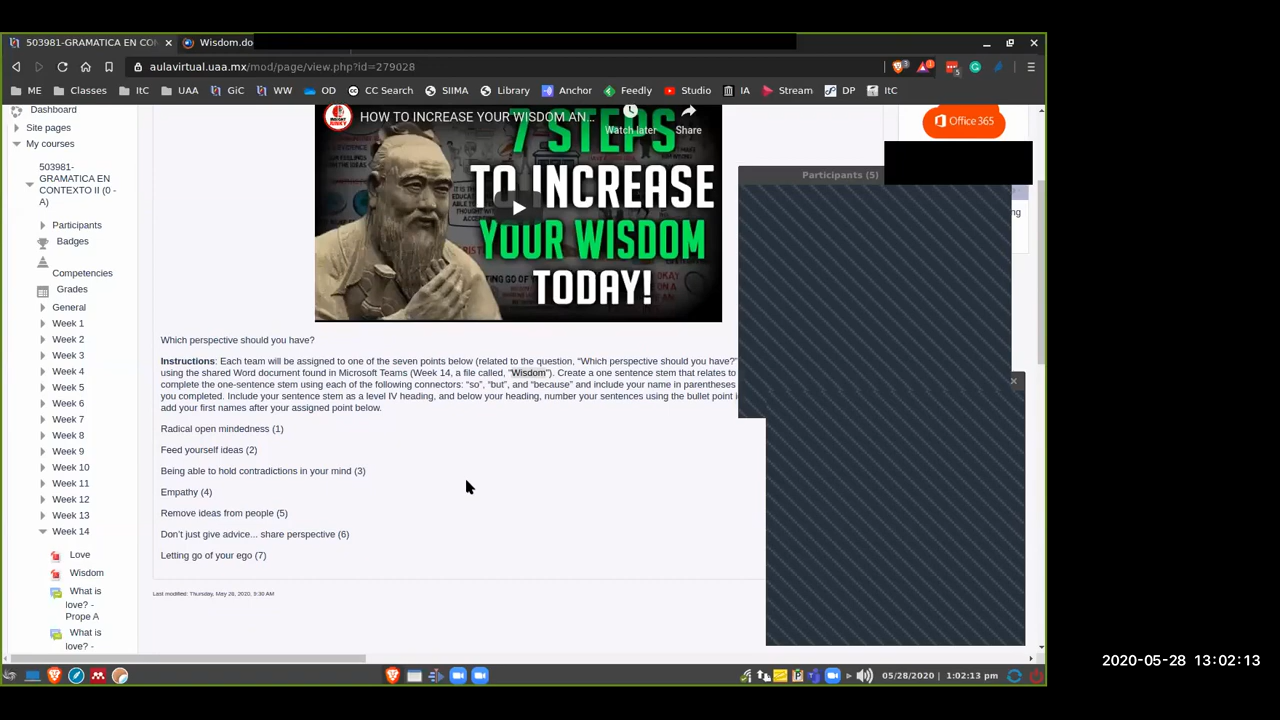 503981-GRAMATICA EN CON
Wisdom.do
aulavirtual.uaa.mx/mod/page/view.php?id=279028
3
1
5
ME
Classes
ItC
UAA
GiC
WW
OD
CC Search
SIIMA
Library
Anchor
Feedly
Studio
IA
Stream
DP
ItC
Dashboard
Site pages
My courses
503981-
GRAMATICA EN
CONTEXTO II (0 -
A)
Participants
Badges
Competencies
Grades
General
Week 1
Week 2
Week 3
Week 4
Week 5
Week 6
Week 7
Week 8
Week 9
Week 10
Week 11
Week 12
Week 13
Week 14
Love
Wisdom
What is
love? -
Prope A
What is
love? -
HOW TO INCREASE YOUR WISDOM AN...
Watch later
Share
7 STEPS
TO INCREASE
YOUR WISDOM
TODAY!
Which perspective should you have?
Instructions: Each team will be assigned to one of the seven points below (related to the question, “Which perspective should you have?”
using the shared Word document found in Microsoft Teams (Week 14, a file called, "Wisdom"). Create a one sentence stem that relates to
complete the one-sentence stem using each of the following connectors: “so”, “but”, and “because” and include your name in parentheses
you completed. Include your sentence stem as a level IV heading, and below your heading, number your sentences using the bullet point
add your first names after your assigned point below.
Radical open mindedness (1)
Feed yourself ideas (2)
Being able to hold contradictions in your mind (3)
Empathy (4)
Remove ideas from people (5)
Don’t just give advice... share perspective (6)
Letting go of your ego (7)
Last modified: Thursday, May 28, 2020, 9:30 AM
Office 365
Participants (5)
ng
05/28/2020
1:02:13 pm
2020-05-28 13:02:13